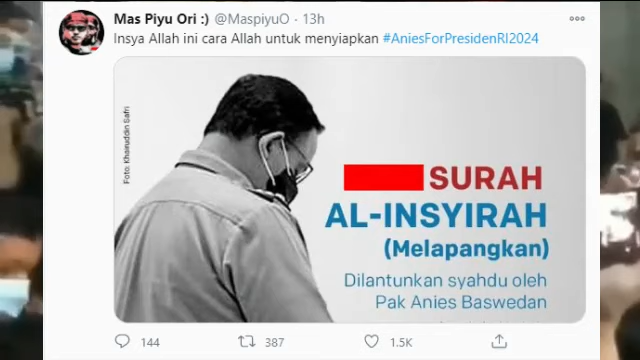 Mas Piyu Ori :) @MaspiyuO · 13h
Insya Allah ini cara Allah untuk menyiapkan #AniesForPresidenRI2024
Foto: Khairuddin Safri
SURAH
AL-INSYIRAH
(Melapangkan)
Dilantunkan syahdu oleh
Pak Anies Baswedan
144 387 1.5K